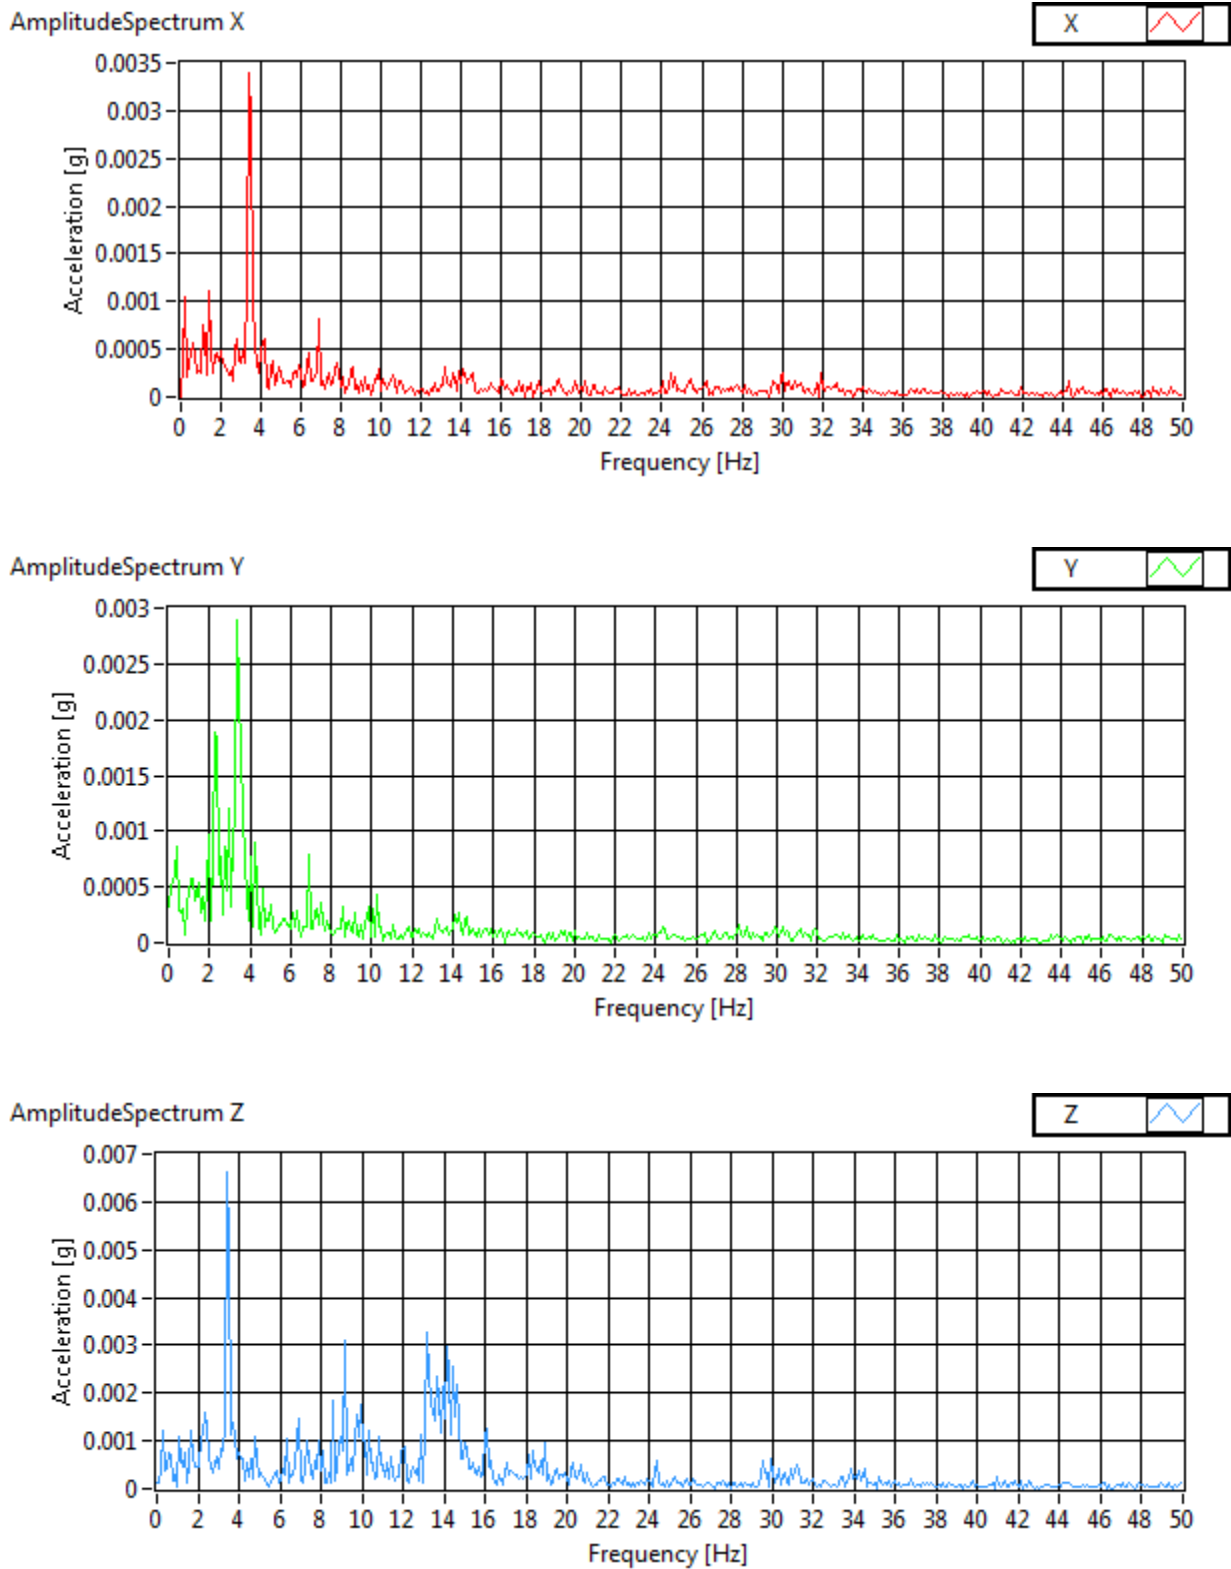 AmplitudeSpectrum X
X
0.0035
0.003
0.0025
0.002
0.0015
0.001
0.0005
0
Acceleration [g]
0 2 4 6 8 10 12 14 16 18 20 22 24 26 28 30 32 34 36 38 40 42 44 46 48 50
Frequency [Hz]
AmplitudeSpectrum Y
Y
0.003
0.0025
0.002
0.0015
0.001
0.0005
0
Acceleration [g]
0 2 4 6 8 10 12 14 16 18 20 22 24 26 28 30 32 34 36 38 40 42 44 46 48 50
Frequency [Hz]
AmplitudeSpectrum Z
Z
0.007
0.006
0.005
0.004
0.003
0.002
0.001
0
Acceleration [g]
0 2 4 6 8 10 12 14 16 18 20 22 24 26 28 30 32 34 36 38 40 42 44 46 48 50
Frequency [Hz]